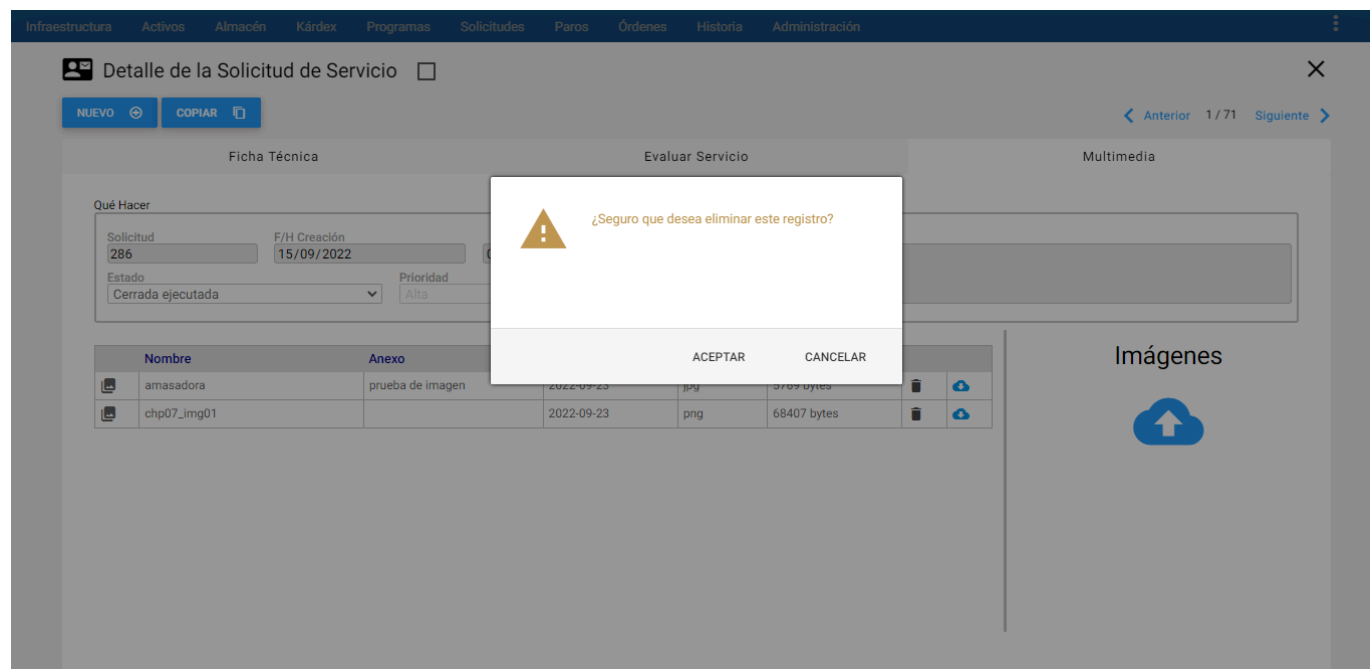 Infraestructura Activos Almacén Kárdex Programas Solicitudes Paros Órdenes Historia Administración
Detalle de la Solicitud de Servicio
NUEVO COPIAR
Anterior 1 / 71 Siguiente
Ficha Técnica Evaluar Servicio Multimedia
¿Seguro que desea eliminar este registro?
ACEPTAR CANCELAR
Qué Hacer
Solicitud F/H Creación
286 15/09/2022
Estado Prioridad
Cerrada ejecutada Alta
Nombre Anexo
amasadora prueba de imagen 2022-09-23 jpg 5769 bytes
chp07_img01 2022-09-23 png 68407 bytes
Imágenes